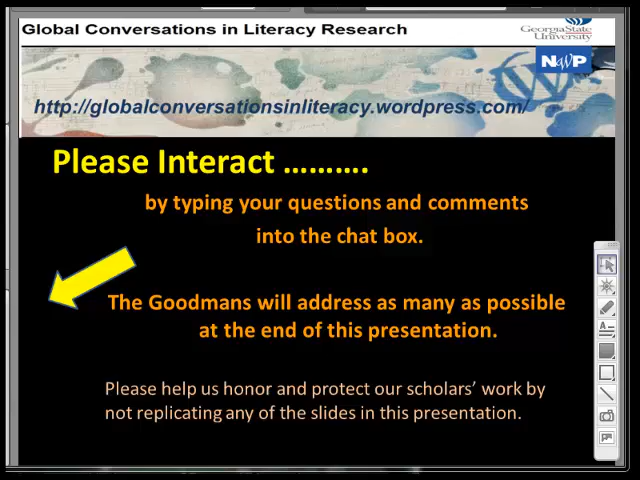 Global Conversations in Literacy Research
GeorgiaState
University
NWP
http://globalconversationsinliteracy.wordpress.com/
Please Interact ……….
by typing your questions and comments
into the chat box.
The Goodmans will address as many as possible
at the end of this presentation.
Please help us honor and protect our scholars’ work by
not replicating any of the slides in this presentation.